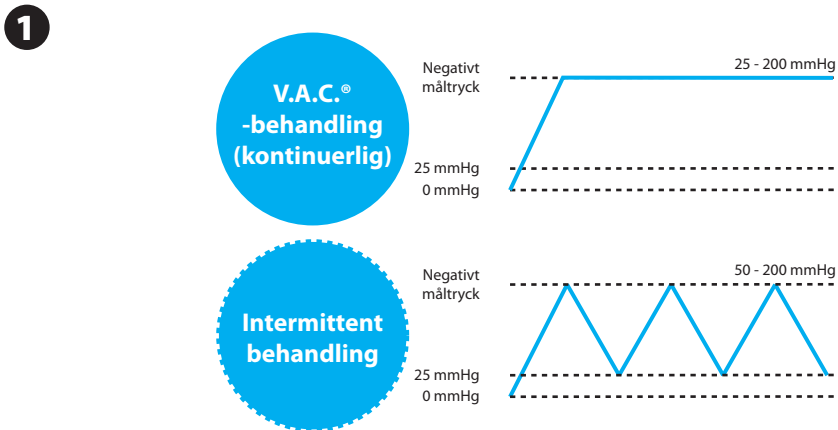 1
V.A.C.®
-behandling
(kontinuerlig)
Negativt
måltryck
25 - 200 mmHg
25 mmHg
0 mmHg
Intermittent
behandling
Negativt
måltryck
50 - 200 mmHg
25 mmHg
0 mmHg